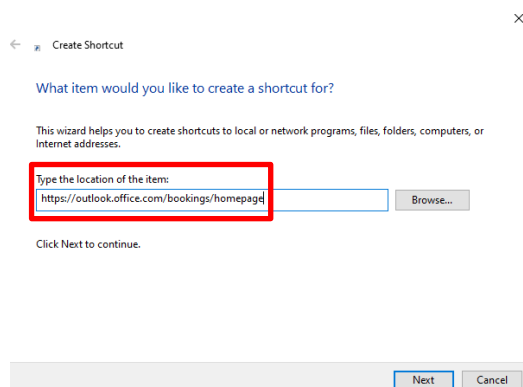 Create Shortcut
What item would you like to create a shortcut for?
This wizard helps you to create shortcuts to local or network programs, files, folders, computers, or
Internet addresses.
Type the location of the item:
https://outlook.office.com/bookings/homepage
Browse...
Click Next to continue.
Next
Cancel